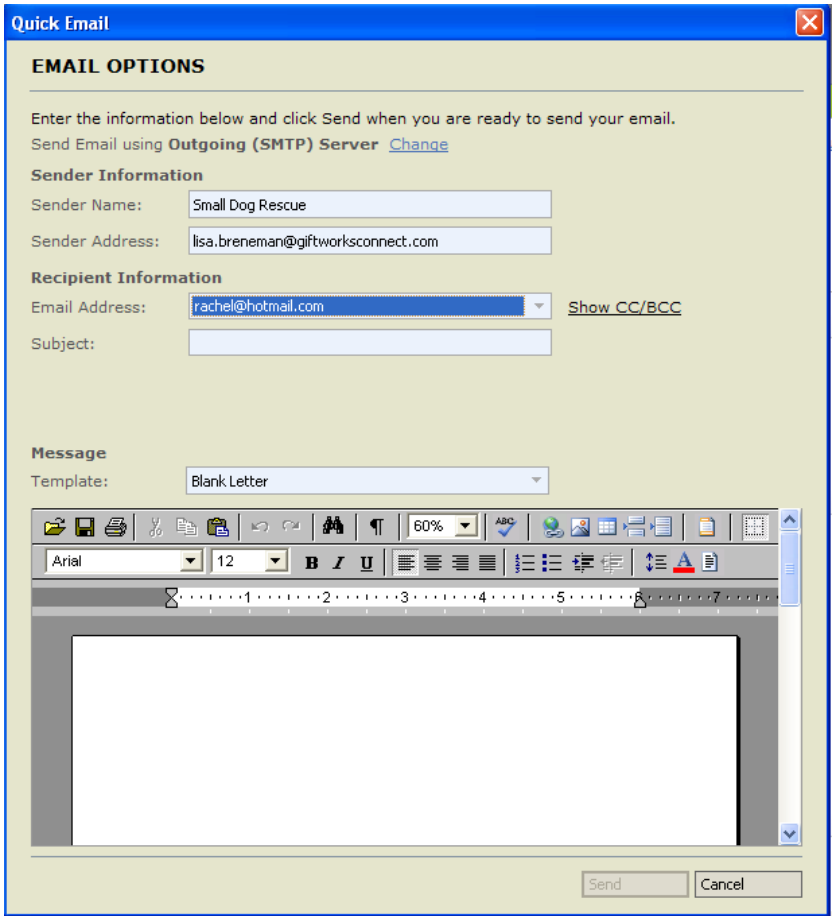 Quick Email
EMAIL OPTIONS
Enter the information below and click Send when you are ready to send your email.
Send Email using Outgoing (SMTP) Server Change
Sender Information
Sender Name: Small Dog Rescue
Sender Address: lisa.breneman@giftworksconnect.com
Recipient Information
Email Address: rachel@hotmail.com Show CC/BCC
Subject:
Message
Template: Blank Letter
¶ 60% ABC
Arial 12 B I U A
1 2 3 4 5 6 7
Send Cancel